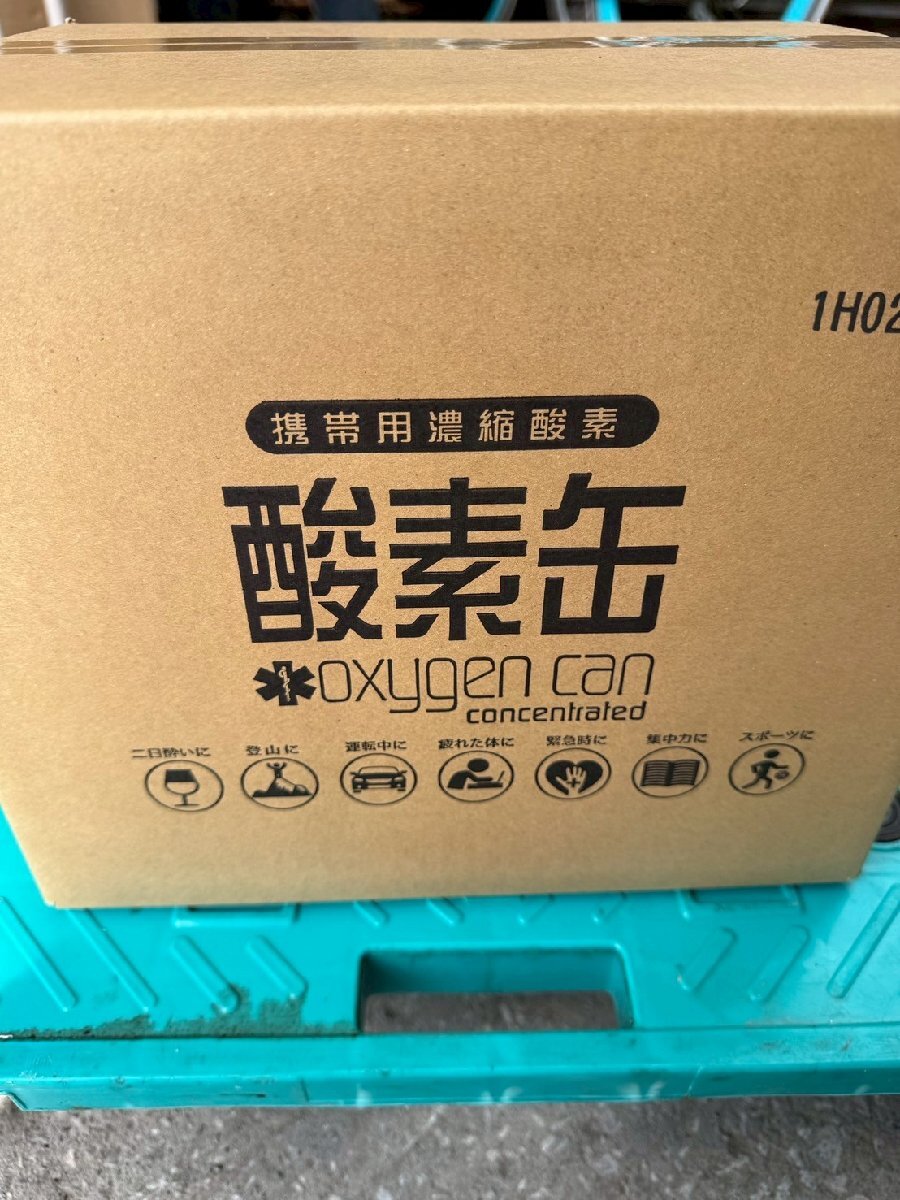 1H02
携帯用濃縮酸素
酸素缶
oxygen can
concentrated
二日酔いに 登山に 運転中に 疲れた体に 緊急時に 集中力に スポーツに